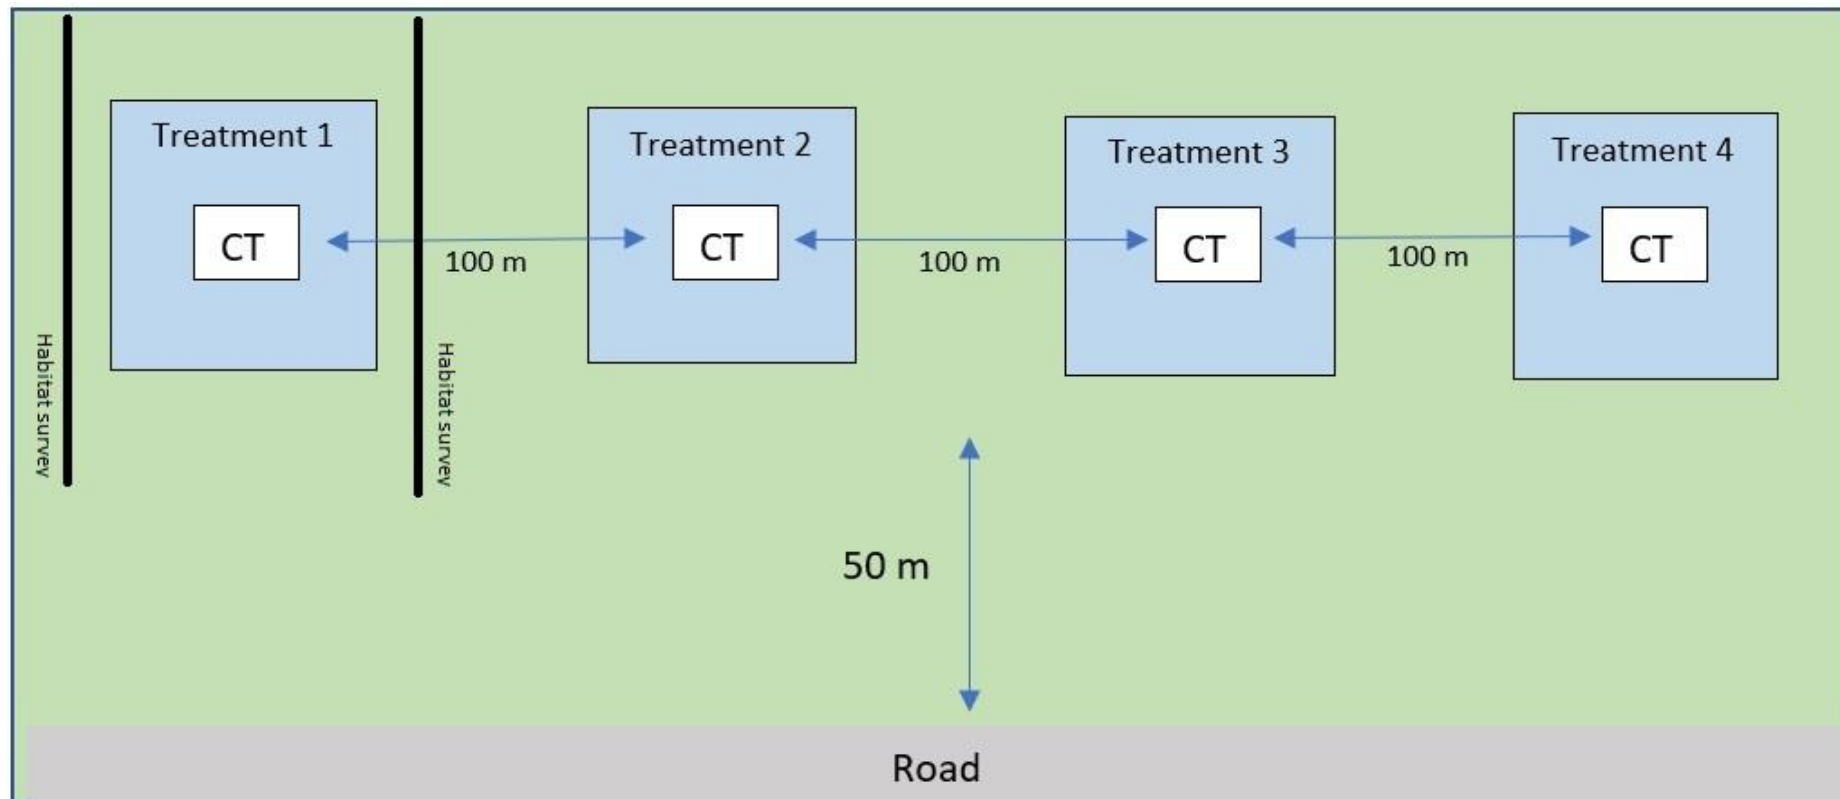 Treatment 1
Treatment 2
Treatment 3
Treatment 4
CT
CT
CT
CT
100 m
100 m
100 m
Habitat survey
Habitat survey
50 m
Road